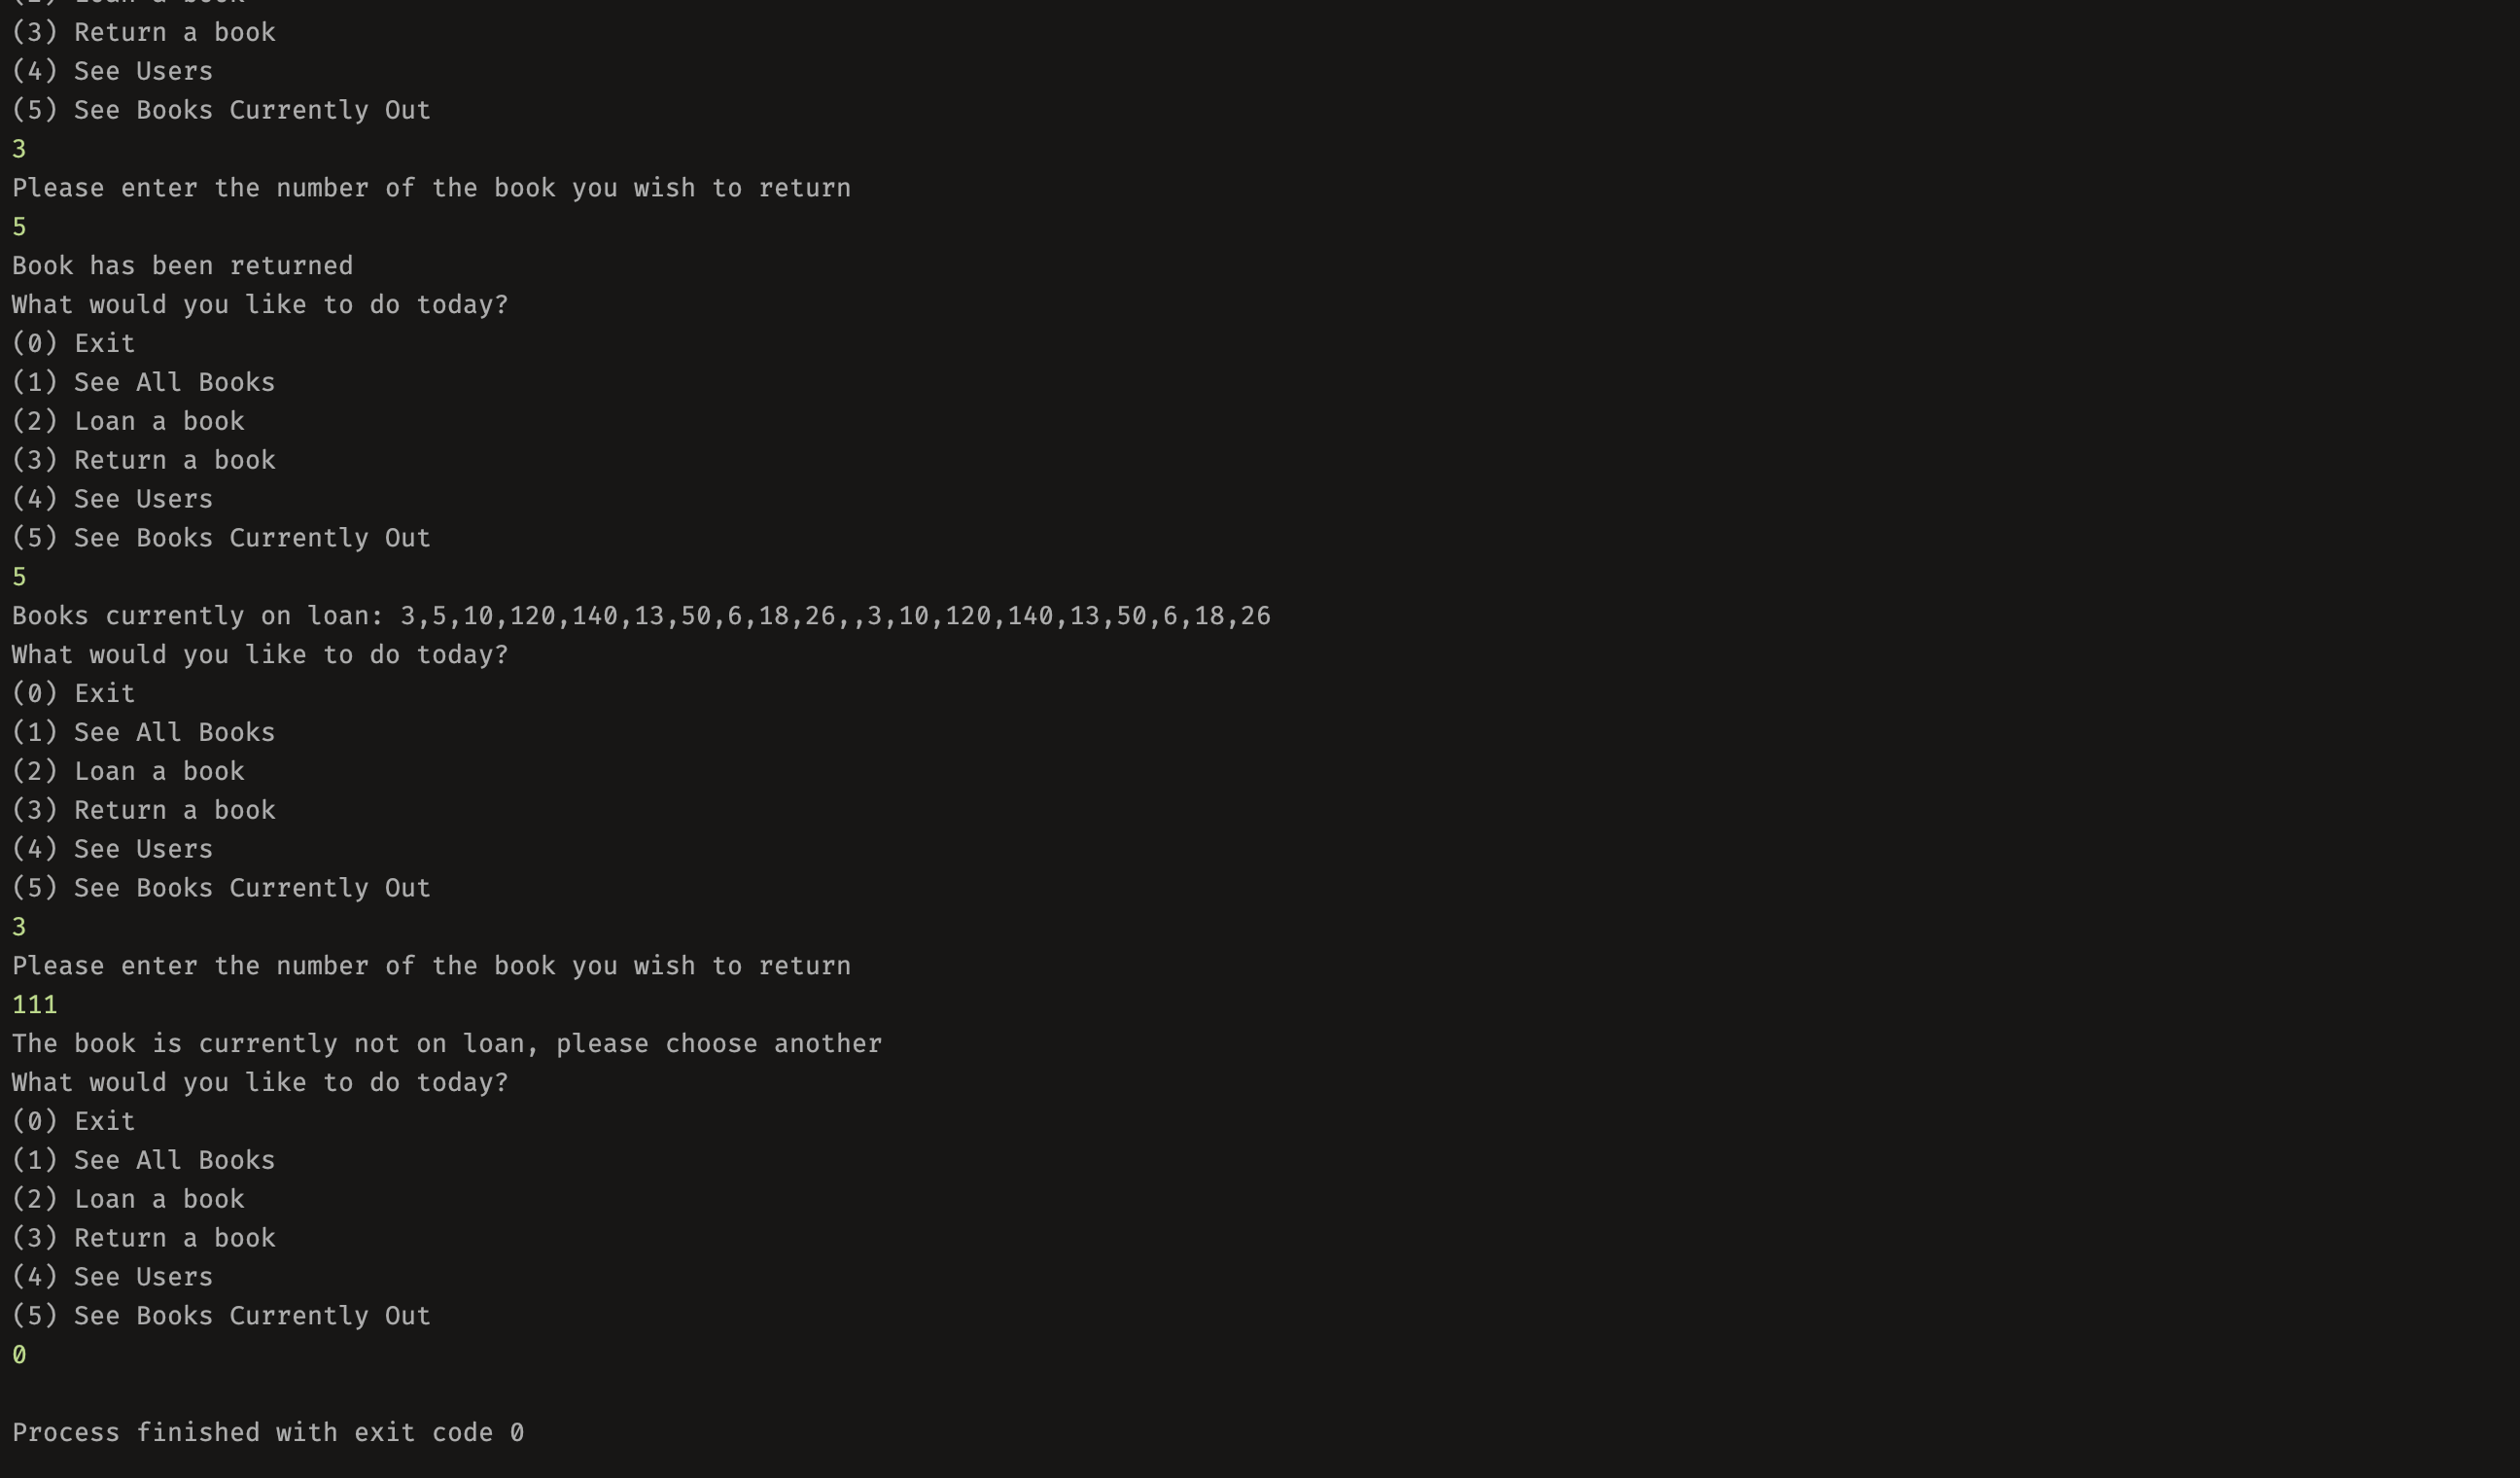 (2) Loan a book
(3) Return a book
(4) See Users
(5) See Books Currently Out
3
Please enter the number of the book you wish to return
5
Book has been returned
What would you like to do today?
(0) Exit
(1) See All Books
(2) Loan a book
(3) Return a book
(4) See Users
(5) See Books Currently Out
5
Books currently on loan: 3,5,10,120,140,13,50,6,18,26,,3,10,120,140,13,50,6,18,26
What would you like to do today?
(0) Exit
(1) See All Books
(2) Loan a book
(3) Return a book
(4) See Users
(5) See Books Currently Out
3
Please enter the number of the book you wish to return
111
The book is currently not on loan, please choose another
What would you like to do today?
(0) Exit
(1) See All Books
(2) Loan a book
(3) Return a book
(4) See Users
(5) See Books Currently Out
0
Process finished with exit code 0